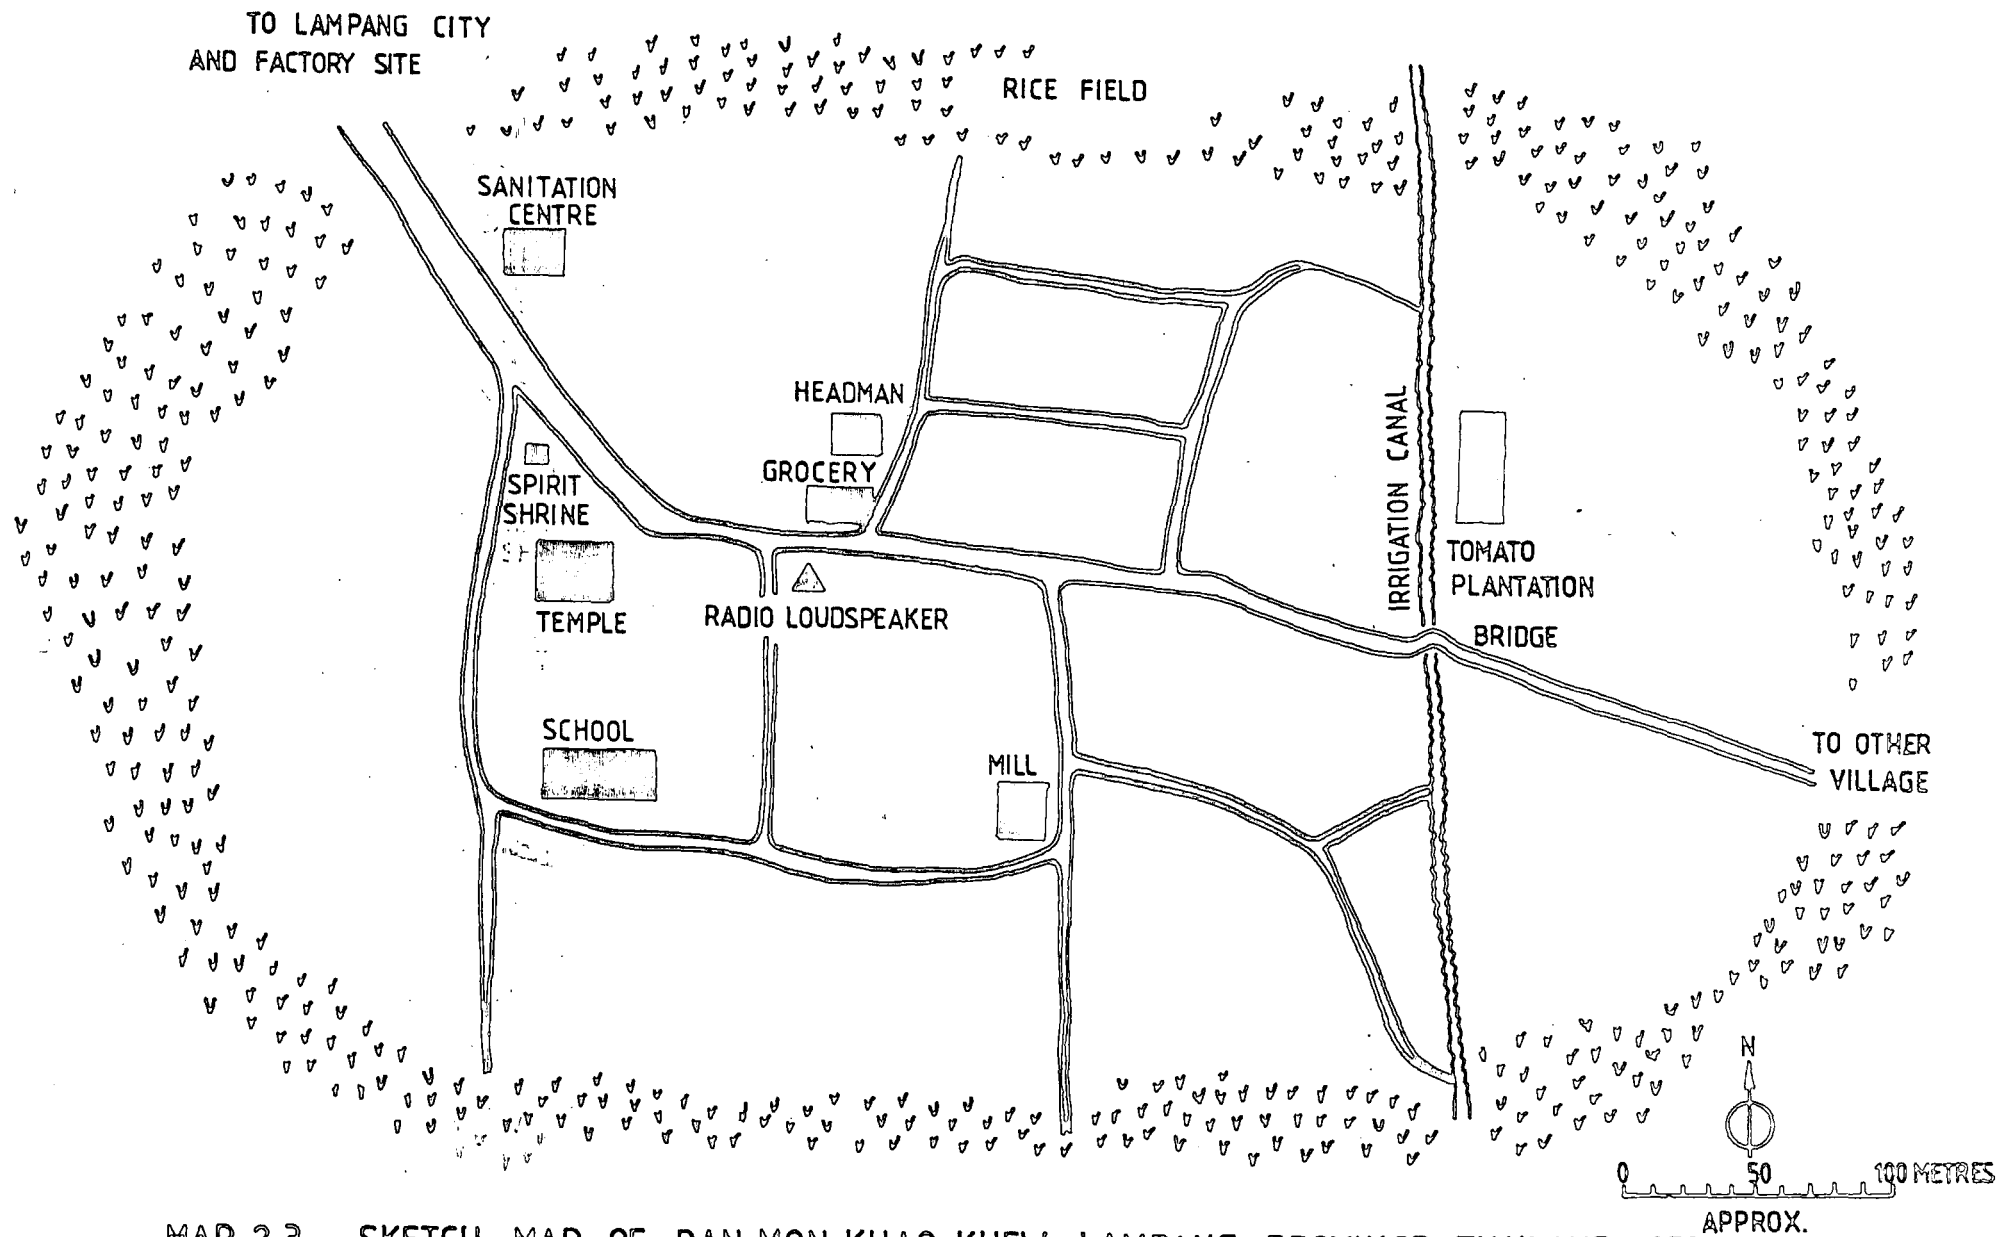 TO LAMPANG CITY
AND FACTORY SITE
RICE FIELD
SANITATION
CENTRE
HEADMAN
GROCERY
SPIRIT
SHRINE
IRRIGATION CANAL
TOMATO
PLANTATION
TEMPLE
RADIO LOUDSPEAKER
BRIDGE
SCHOOL
MILL
TO OTHER
VILLAGE
N
0 50 100 METRES
APPROX.
SKETCH MAP OF